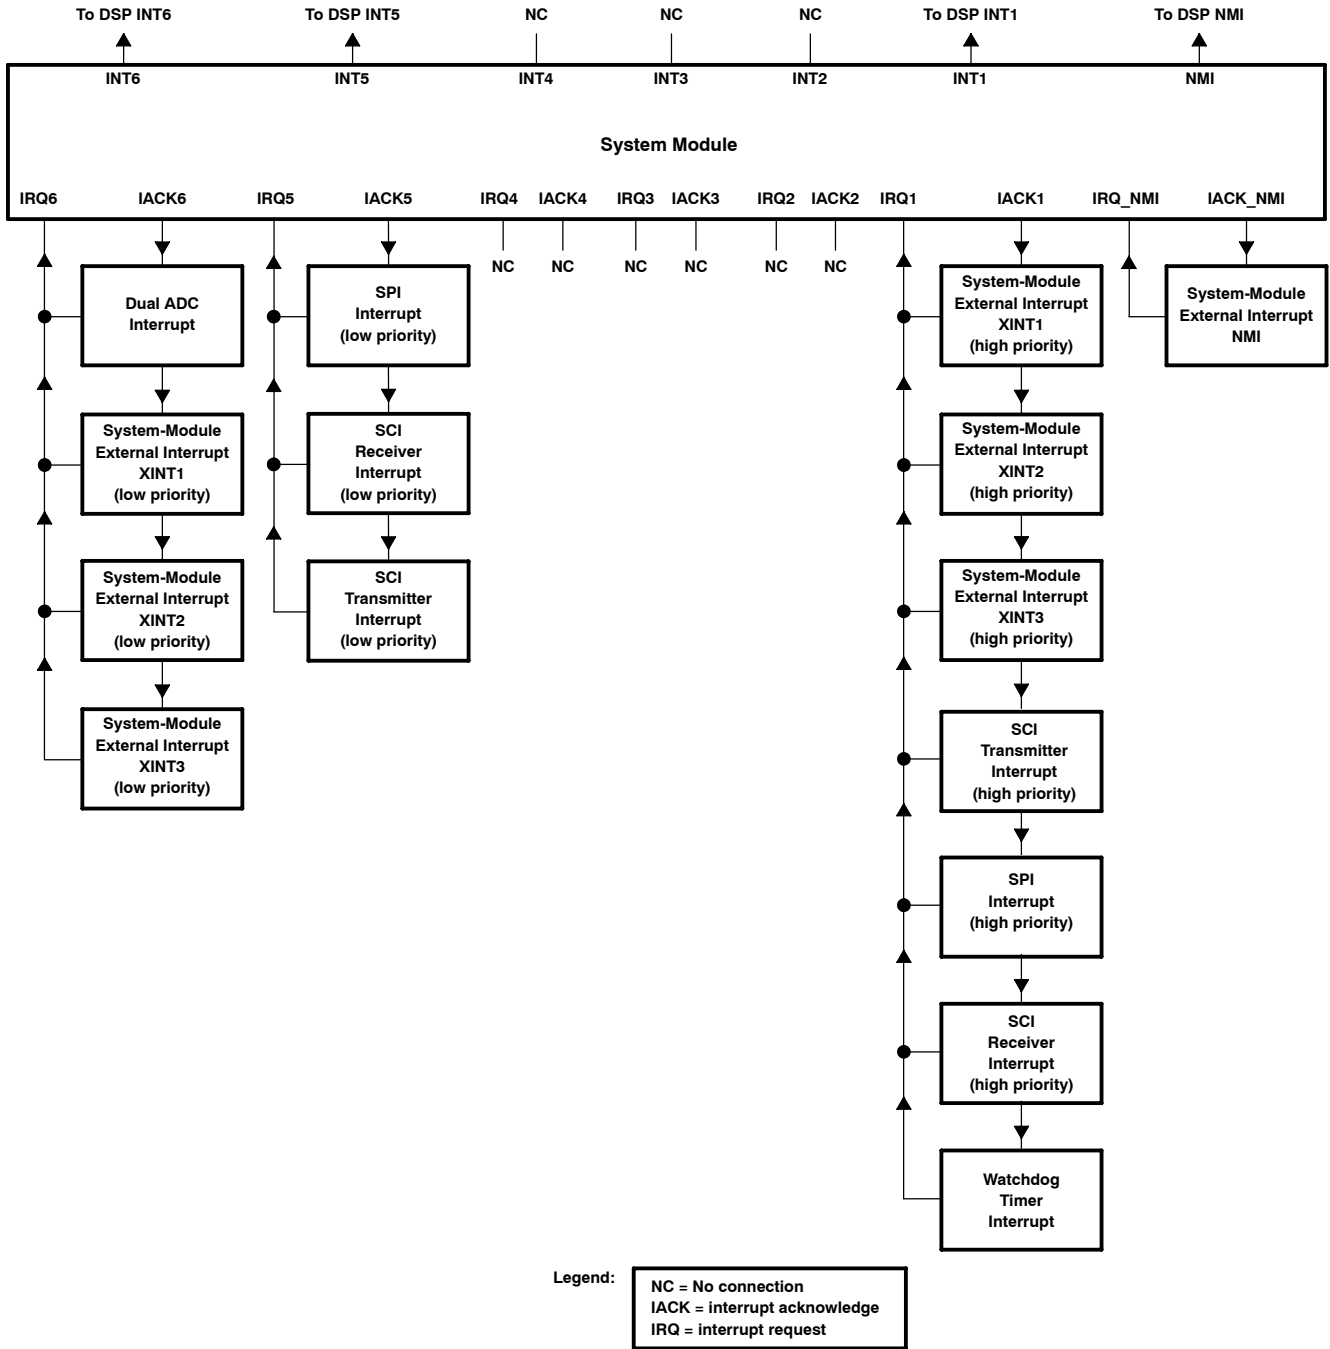 To DSP INT6
To DSP INT5
NC
NC
NC
To DSP INT1
To DSP NMI
INT6
INT5
INT4
INT3
INT2
INT1
NMI
System Module
IRQ6
IACK6
IRQ5
IACK5
IRQ4
IACK4
IRQ3
IACK3
IRQ2
IACK2
IRQ1
IACK1
IRQ_NMI
IACK_NMI
NC
NC
NC
NC
NC
NC
Dual ADC
Interrupt
System-Module
External Interrupt
XINT1
(low priority)
System-Module
External Interrupt
XINT2
(low priority)
System-Module
External Interrupt
XINT3
(low priority)
SPI
Interrupt
(low priority)
SCI
Receiver
Interrupt
(low priority)
SCI
Transmitter
Interrupt
(low priority)
System-Module
External Interrupt
XINT1
(high priority)
System-Module
External Interrupt
XINT2
(high priority)
System-Module
External Interrupt
XINT3
(high priority)
SCI
Transmitter
Interrupt
(high priority)
SPI
Interrupt
(high priority)
SCI
Receiver
Interrupt
(high priority)
Watchdog
Timer
Interrupt
System-Module
External Interrupt
NMI
Legend:
NC = No connection
IACK = interrupt acknowledge
IRQ = interrupt request